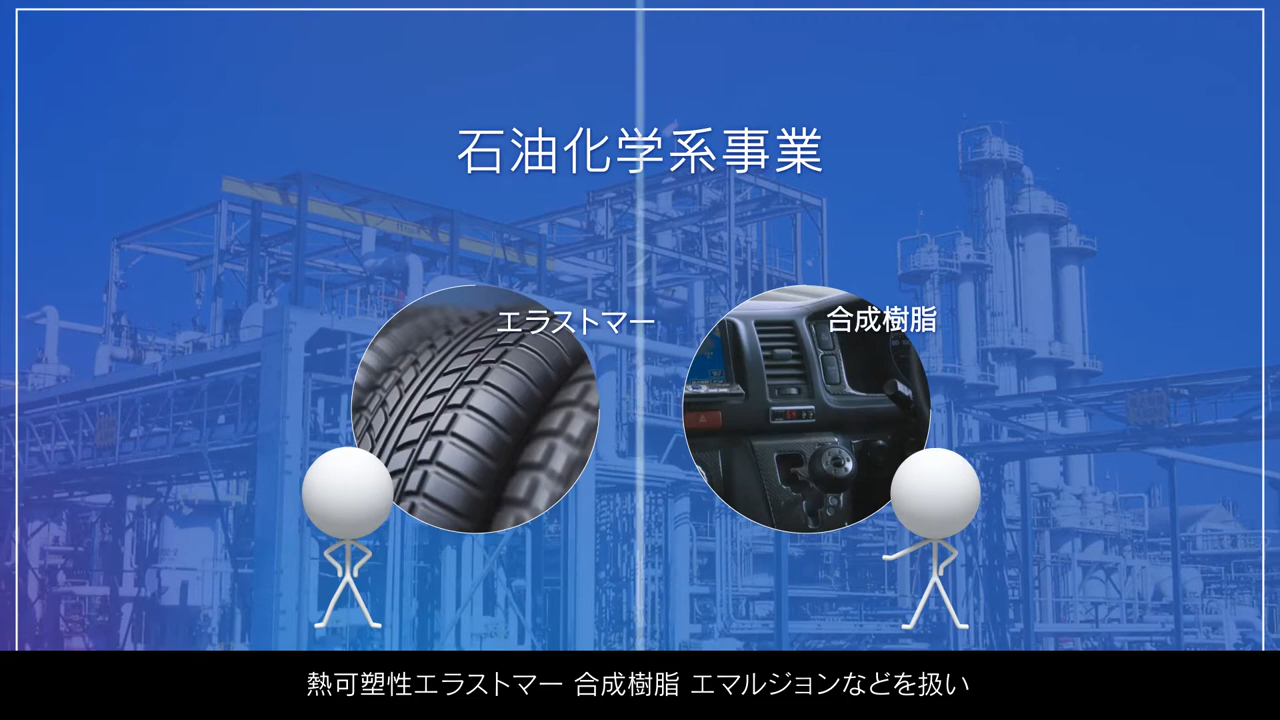 石油化学系事業
エラストマー
合成樹脂
熱可塑性エラストマー 合成樹脂 エマルジョンなどを扱い